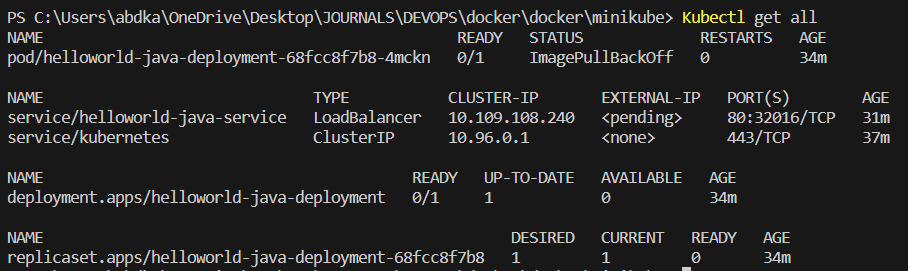 PS C:\Users\abdka\OneDrive\Desktop\JOURNALS\DEVOPS\docker\docker\minikube> Kubectl get all
NAME READY STATUS RESTARTS AGE
pod/helloworld-java-deployment-68fcc8f7b8-4mckn 0/1 ImagePullBackOff 0 34m
NAME TYPE CLUSTER-IP EXTERNAL-IP PORT(S) AGE
service/helloworld-java-service LoadBalancer 10.109.108.240 <pending> 80:32016/TCP 31m
service/kubernetes ClusterIP 10.96.0.1 <none> 443/TCP 37m
NAME READY UP-TO-DATE AVAILABLE AGE
deployment.apps/helloworld-java-deployment 0/1 1 0 34m
NAME DESIRED CURRENT READY AGE
replicaset.apps/helloworld-java-deployment-68fcc8f7b8 1 1 0 34m